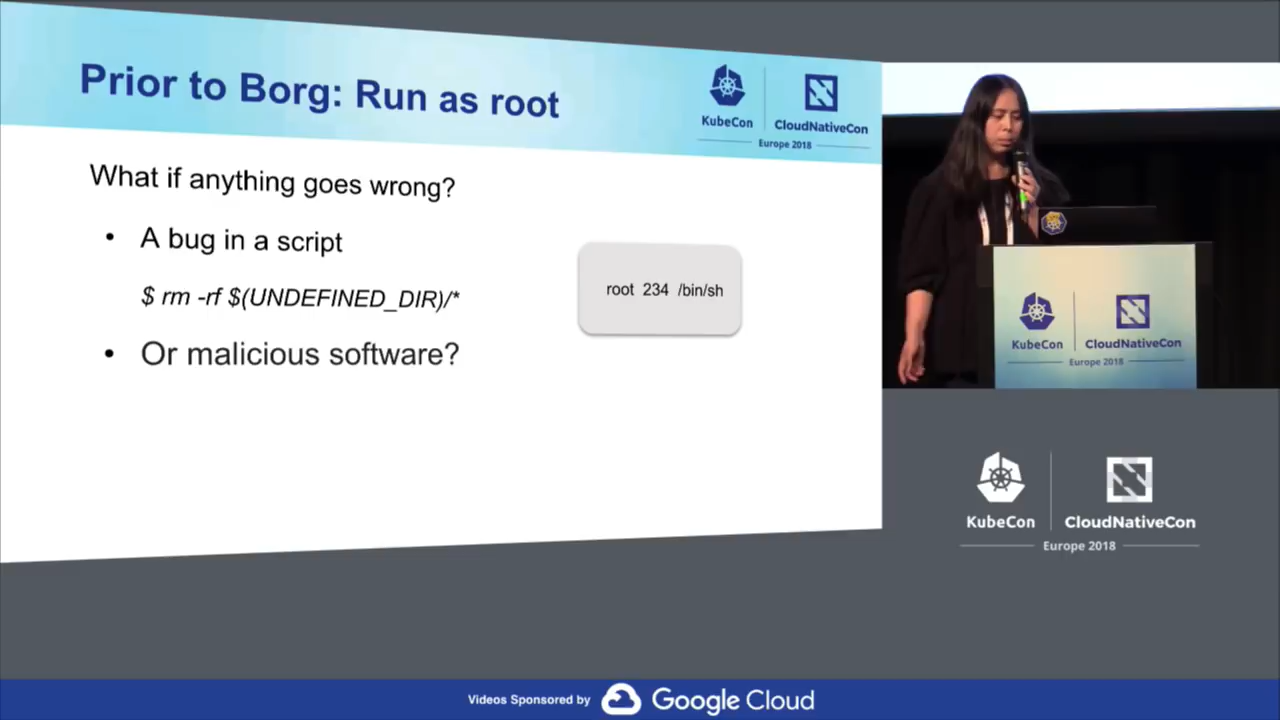 Prior to Borg: Run as root
KubeCon
CloudNativeCon
Europe 2018
What if anything goes wrong?
• A bug in a script
$ rm -rf $(UNDEFINED_DIR)/*
• Or malicious software?
root 234 /bin/sh
KubeCon
CloudNativeCon
Europe 2018
KubeCon
CloudNativeCon
Europe 2018
Videos Sponsored by Google Cloud